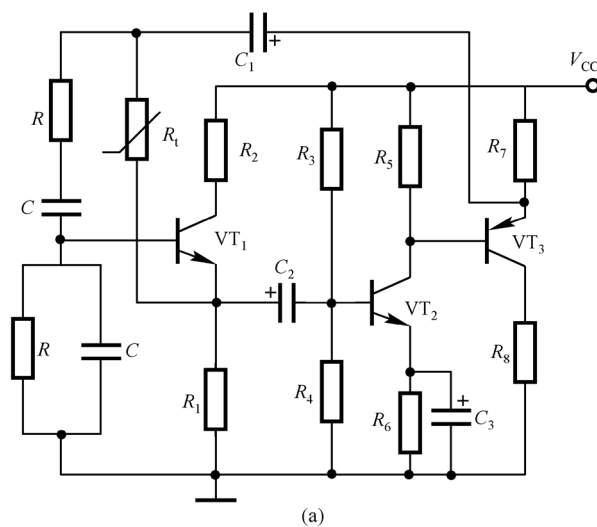 C1
+
VCC
R
Rt
R2
R3
R5
R7
C
VT1
VT3
C2
+
VT2
R
C
R1
R4
R6
+
C3
R8
(a)